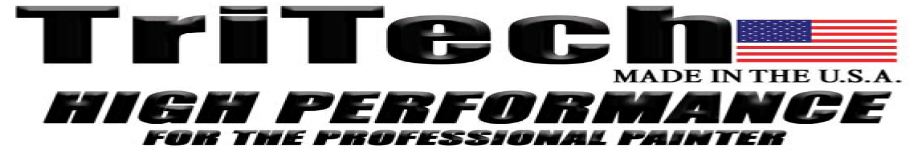 TriTech
MADE IN THE U.S.A.
HIGH PERFORMANCE
FOR THE PROFESSIONAL PAINTER